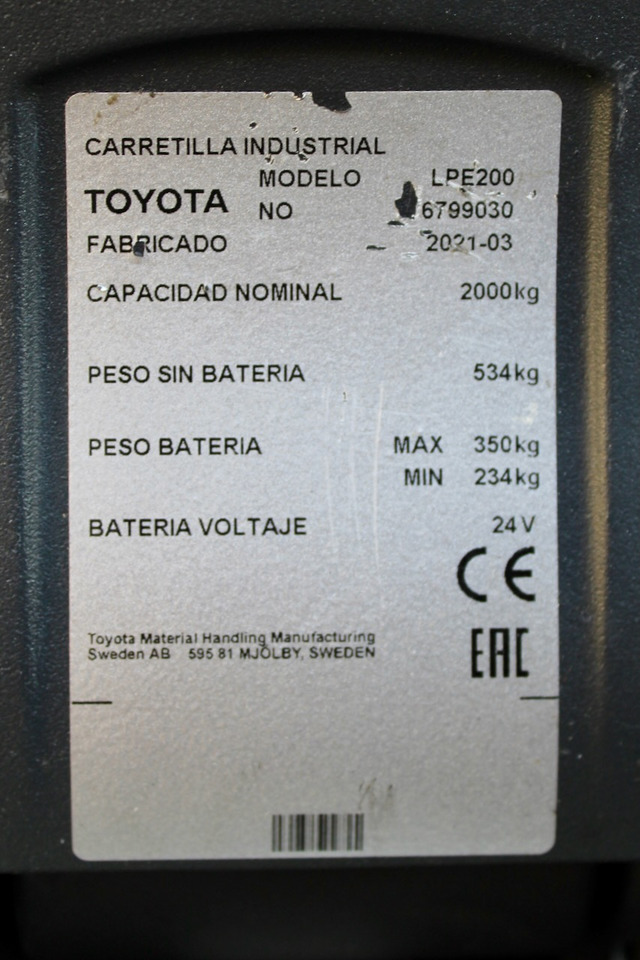 CARRETILLA INDUSTRIAL
MODELO LPE200
TOYOTA
NO 6799030
FABRICADO 2021-03
CAPACIDAD NOMINAL 2000kg
PESO SIN BATERIA 534kg
PESO BATERIA MAX 350kg
MIN 234kg
BATERIA VOLTAJE 24V
CE
Toyota Material Handling Manufacturing
Sweden AB 595 81 MJÖLBY, SWEDEN
EAC